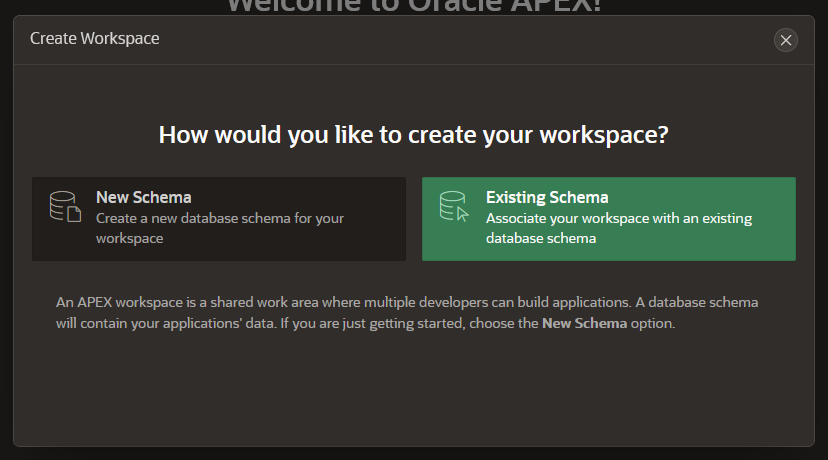 Welcome to Oracle APEX!
Create Workspace
How would you like to create your workspace?
New Schema
Create a new database schema for your
workspace
Existing Schema
Associate your workspace with an existing
database schema
An APEX workspace is a shared work area where multiple developers can build applications. A database schema
will contain your applications' data. If you are just getting started, choose the New Schema option.